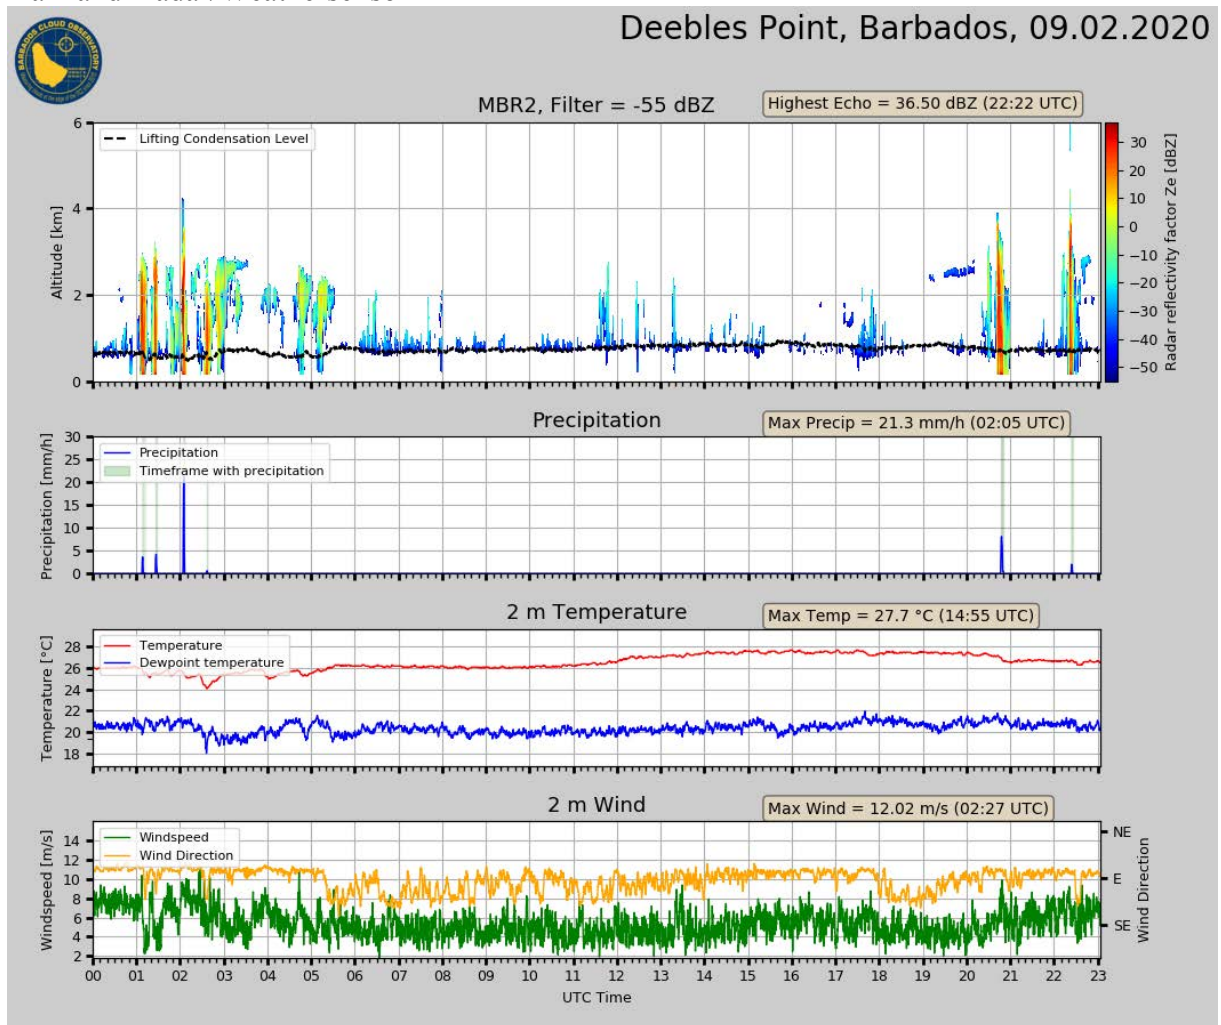 Deebles Point, Barbados, 09.02.2020
BARBADOS CLOUD OBSERVATORY
MBR2, Filter = -55 dBZ
Highest Echo = 36.50 dBZ (22:22 UTC)
Lifting Condensation Level
Altitude [km]
6
4
2
0
30
20
10
0
−10
−20
−30
−40
−50
Radar reflectivity factor Ze [dBZ]
Precipitation
Max Precip = 21.3 mm/h (02:05 UTC)
Precipitation
Timeframe with precipitation
Precipitation [mm/h]
30
25
20
15
10
5
0
2 m Temperature
Max Temp = 27.7 °C (14:55 UTC)
Temperature
Dewpoint temperature
Temperature [°C]
28
26
24
22
20
18
2 m Wind
Max Wind = 12.02 m/s (02:27 UTC)
Windspeed
Wind Direction
Windspeed [m/s]
14
12
10
8
6
4
2
NE
E
SE
Wind Direction
00 01 02 03 04 05 06 07 08 09 10 11 12 13 14 15 16 17 18 19 20 21 22 23
UTC Time